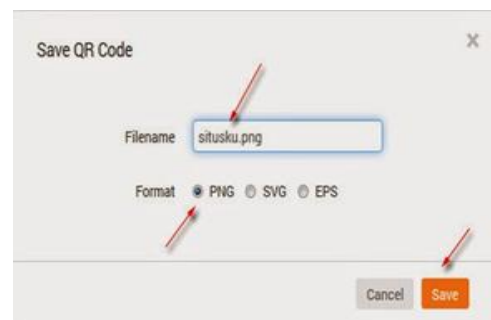 Save QR Code
X
Filename situsku.png
Format PNG SVG EPS
Cancel Save